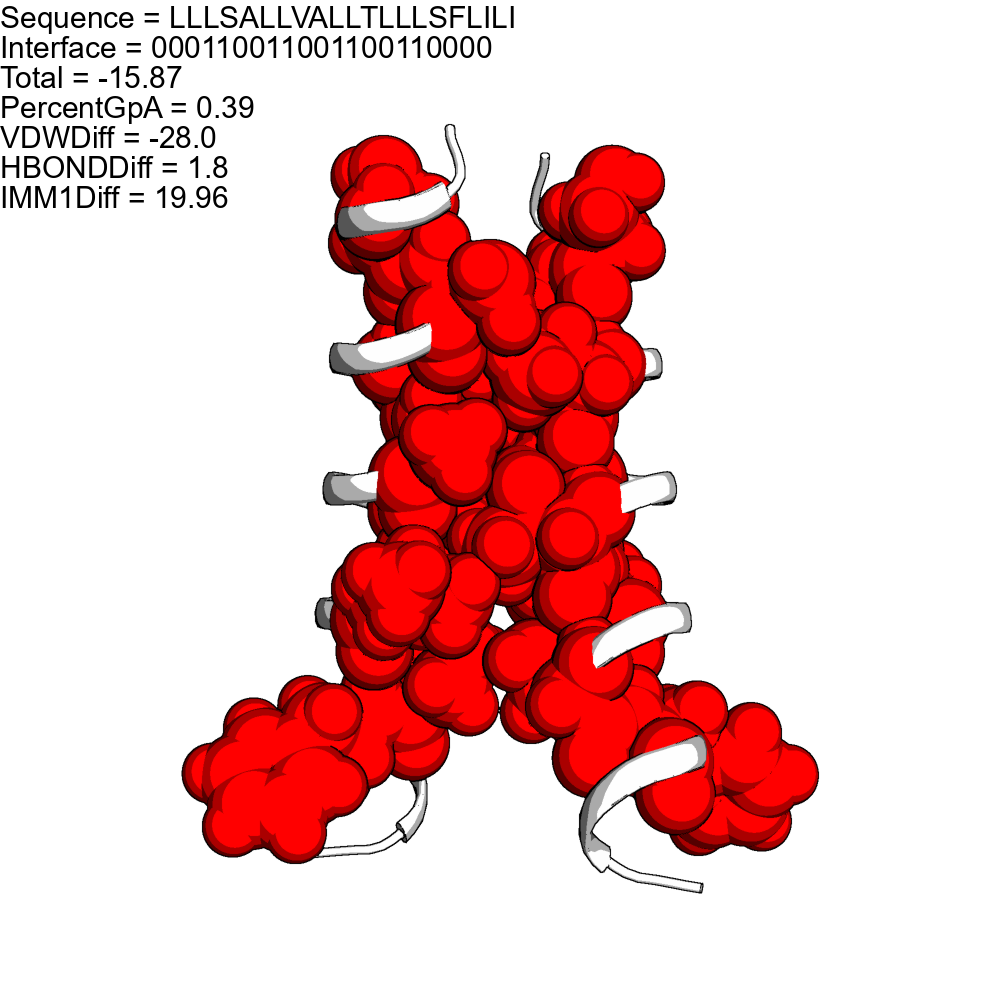 Sequence = LLLSALLVALLTLLLSFLILI
Interface = 000110011001100110000
Total = -15.87
PercentGpA = 0.39
VDWDiff = -28.0
HBONDDiff = 1.8
IMM1Diff = 19.96